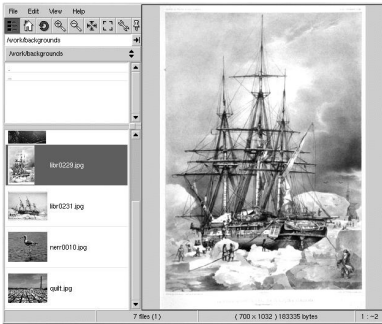 File Edit View Help
/work/backgrounds
/work/backgrounds
.
..
libr0229.jpg
libr0231.jpg
nerr0010.jpg
quilt.jpg
7 files (1)
( 700 x 1032 ) 183335 bytes
1 : ~2